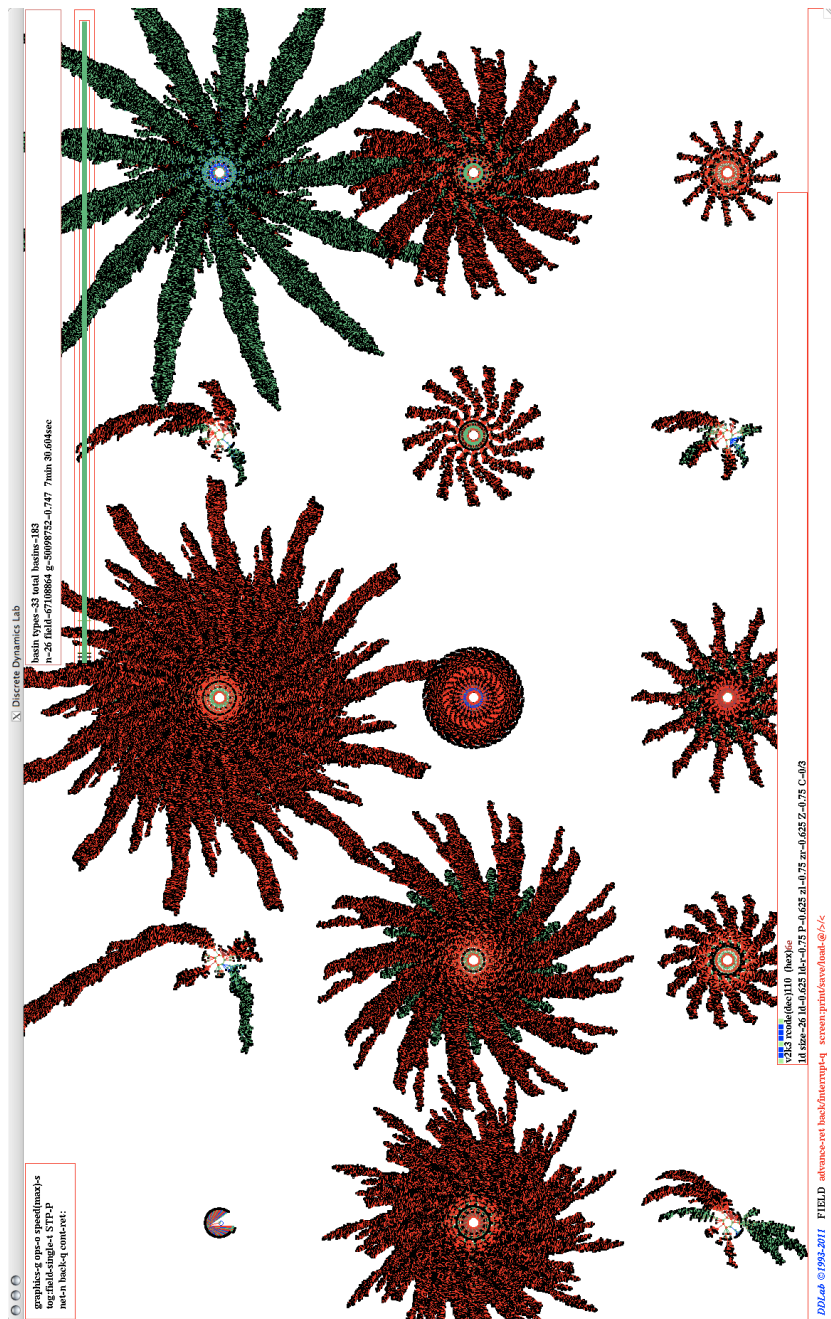 X Discrete Dynamics Lab
graphics-g ops-o speed(max)-s
tog:field-single-t STP-P
net-n back-q cont-ret:
basin types=33 total basins=183
n=26 field=67108864 g=50098752=0.747 7min 30.604sec
v2k3 rcode(dec)110 (hex)6e
1d size=26 ld=0.625 ld-r=0.75 P=0.625 zl=0.75 zr=0.625 Z=0.75 C=0/3
DDLab ©1993-2011 FIELD advance-ret back/interrupt-q screen:print/save/load-@/>/<